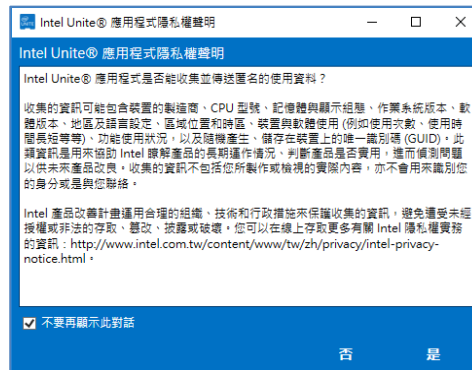 Intel Unite® 應用程式隱私權聲明
Intel Unite® 應用程式隱私權聲明
Intel Unite® 應用程式是否能收集並傳送匿名的使用資料？
收集的資訊可能包含裝置的製造商、CPU 型號、記憶體與顯示組態、作業系統版本、軟
體版本、地區及語言設定、區域位置和時區、裝置與軟體使用 (例如使用次數、使用時
間長短等等)、功能使用狀況，以及隨機產生、儲存在裝置上的唯一識別碼 (GUID)。此
類資訊是用來協助 Intel 瞭解產品的長期運作情況、判斷產品是否實用，進而偵測問題
以供未來產品改良。收集的資訊不包括您所製作或檢視的實際內容，亦不會用來識別您
的身分或是與您聯絡。
Intel 產品改善計畫運用合理的組織、技術和行政措施來保護收集的資訊，避免遭受未經
授權或非法的存取、篡改、披露或破壞。您可以在線上存取更多有關 Intel 隱私權實務
的資訊：http://www.intel.com.tw/content/www/tw/zh/privacy/intel-privacy-
notice.html。
不要再顯示此對話
否 是